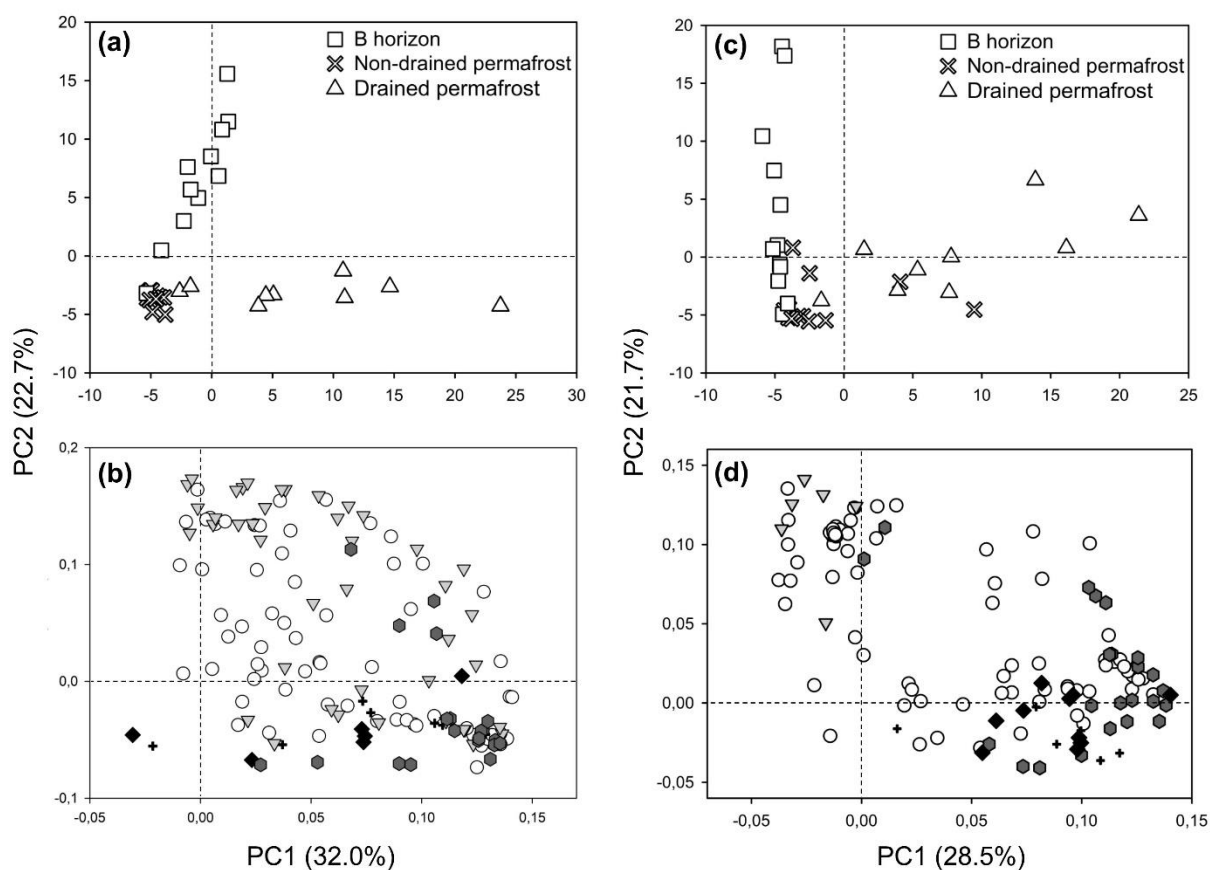 (a)
B horizon
Non-drained permafrost
Drained permafrost
20
15
10
5
0
-5
-10
-10 -5 0 5 10 15 20 25 30
(c)
B horizon
Non-drained permafrost
Drained permafrost
20
15
10
5
0
-5
-10
-10 -5 0 5 10 15 20 25
PC2 (22.7%)
PC2 (21.7%)
(b)
0,2
0,1
0,0
-0,1
-0,05 0,00 0,05 0,10 0,15
PC1 (32.0%)
(d)
0,15
0,10
0,05
0,00
-0,05
-0,05 0,00 0,05 0,10 0,15
PC1 (28.5%)